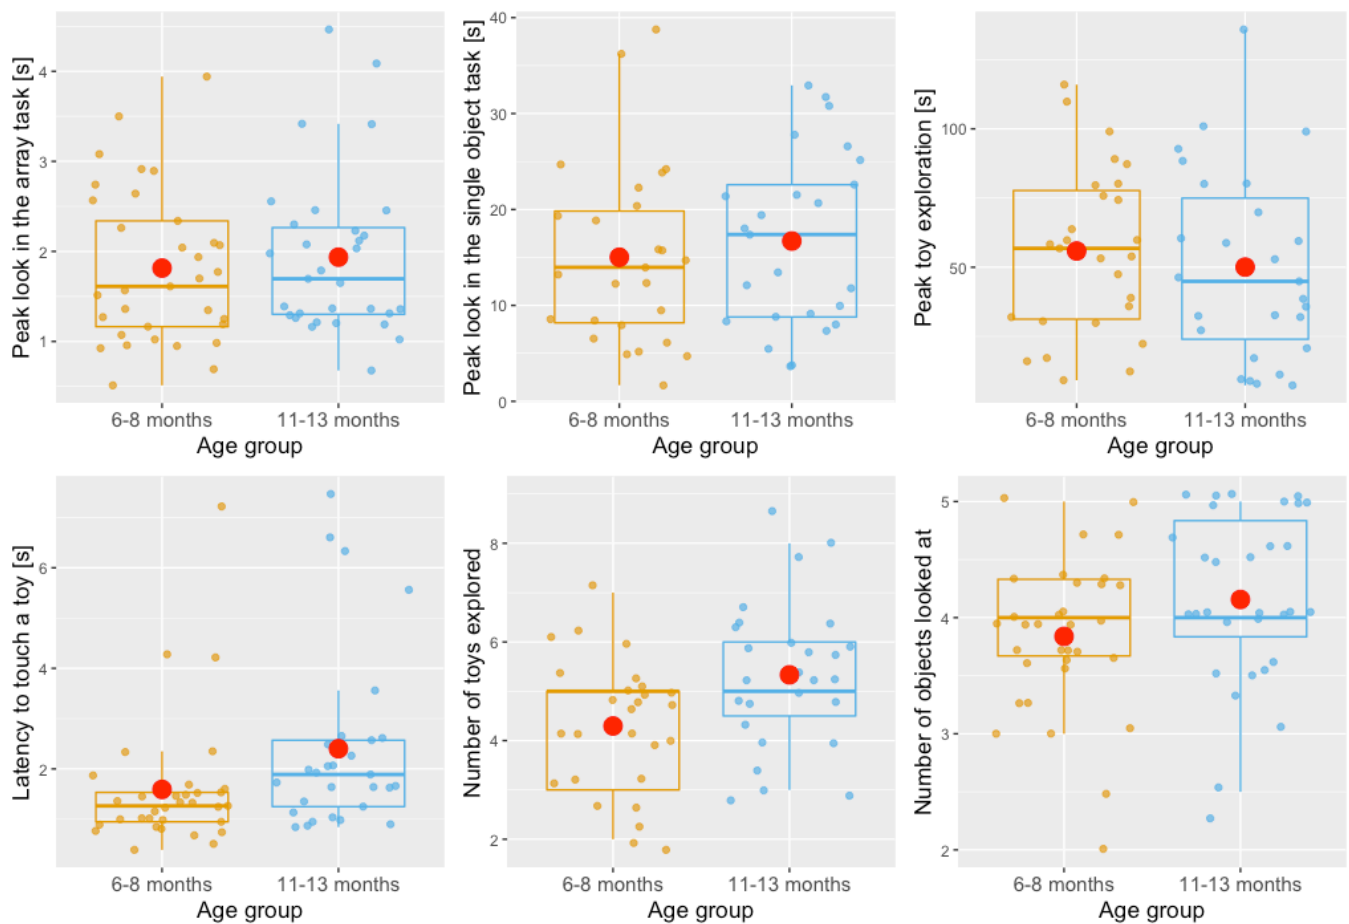 Peak look in the array task [s]
4
3
2
1
6-8 months 11-13 months
Age group
Peak look in the single object task [s]
40
30
20
10
0
6-8 months 11-13 months
Age group
Peak toy exploration [s]
100
50
6-8 months 11-13 months
Age group
Latency to touch a toy [s]
6
4
2
6-8 months 11-13 months
Age group
Number of toys explored
8
6
4
2
6-8 months 11-13 months
Age group
Number of objects looked at
5
4
3
2
6-8 months 11-13 months
Age group